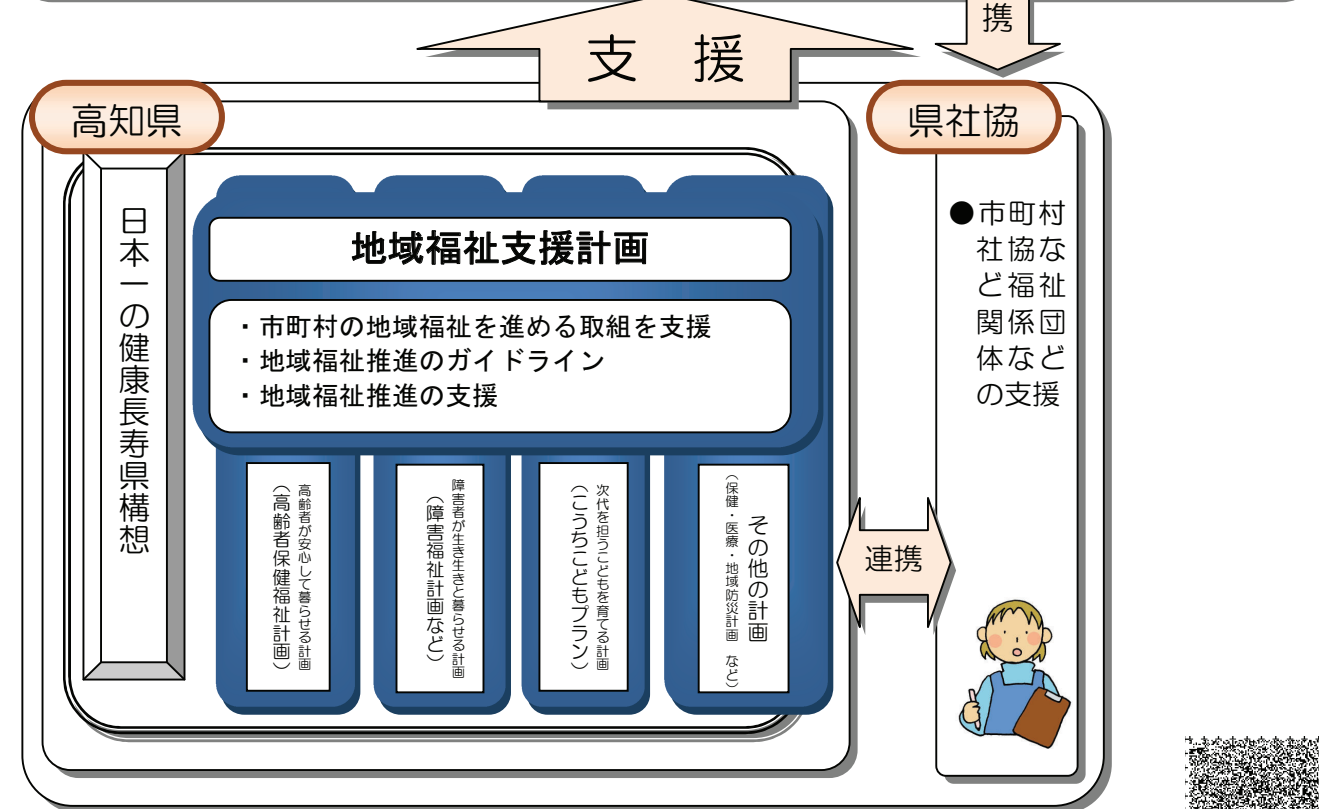 携
支　援
高知県
県社協
日本一の健康長寿県構想
地域福祉支援計画
・市町村の地域福祉を進める取組を支援
・地域福祉推進のガイドライン
・地域福祉推進の支援
高齢者が安心して暮らせる計画
（高齢者保健福祉計画）
障害者が生き生きと暮らせる計画
（障害福祉計画など）
次代を担うこどもを育てる計画
（こうちこどもプラン）
その他の計画
（保健・医療・地域防災計画　など）
連携
●市町村
社協な
ど福祉
関係団
体など
の支援